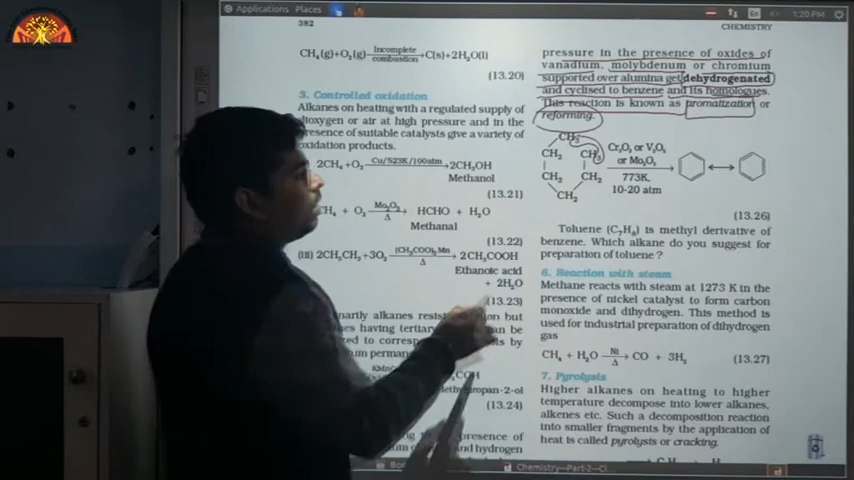 Applications Places
En
1:20 PM
382
CHEMISTRY
CH₄(g)+O₂(g) Incomplete combustion → C(s)+2H₂O(l)
(13.20)
3. Controlled oxidation
Alkanes on heating with a regulated supply of
dioxygen or air at high pressure and in the
presence of suitable catalysts give a variety of
oxidation products.
2CH₄+O₂ Cu/523K/100atm → 2CH₃OH
Methanol
(13.21)
CH₄ + O₂ Mo₂O₃ Δ → HCHO + H₂O
Methanal
(13.22)
(iii) 2CH₃CH₃+3O₂ (CH₃COO)₂Mn Δ → 2CH₃COOH
Ethanoic acid
+ 2H₂O
(13.23)
(13.24)
pressure in the presence of oxides of
vanadium, molybdenum or chromium
supported over alumina get dehydrogenated
and cyclised to benzene and its homologues.
This reaction is known as aromatization or
reforming.
CH₃
CH₂ CH₃
CH₂ CH₂
CH₂
Cr₂O₃ or V₂O₅
or Mo₂O₃
773K,
10-20 atm
(13.26)
Toluene (C₇H₈) is methyl derivative of
benzene. Which alkane do you suggest for
preparation of toluene ?
6. Reaction with steam
Methane reacts with steam at 1273 K in the
presence of nickel catalyst to form carbon
monoxide and dihydrogen. This method is
used for industrial preparation of dihydrogen
gas
CH₄ + H₂O Ni Δ → CO + 3H₂
(13.27)
7. Pyrolysis
Higher alkanes on heating to higher
temperature decompose into lower alkanes,
alkenes etc. Such a decomposition reaction
into smaller fragments by the application of
heat is called pyrolysis or cracking.
Chemistry-Part-2-Cl